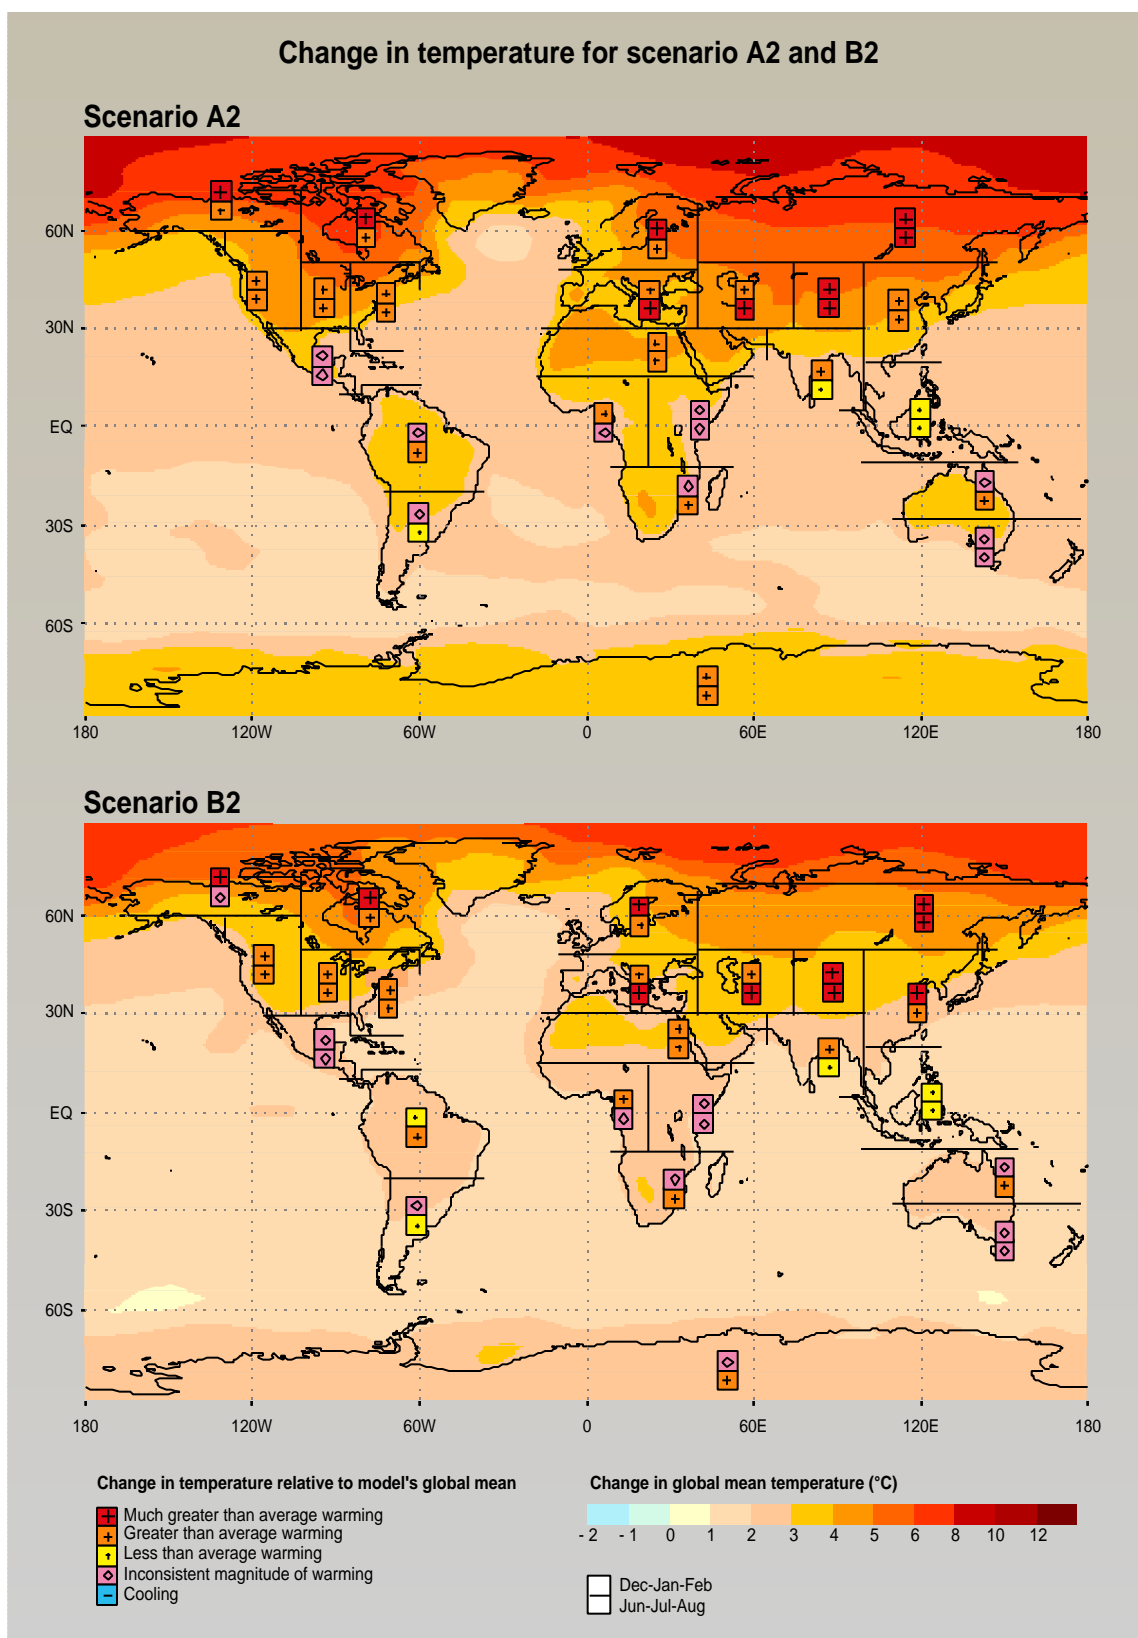 Change in temperature for scenario A2 and B2
Scenario A2
60N
30N
EQ
30S
60S
180 120W 60W 0 60E 120E 180
Scenario B2
60N
30N
EQ
30S
60S
180 120W 60W 0 60E 120E 180
Change in temperature relative to model's global mean
Much greater than average warming
Greater than average warming
Less than average warming
Inconsistent magnitude of warming
Cooling
Change in global mean temperature (°C)
- 2 - 1 0 1 2 3 4 5 6 8 10 12
Dec-Jan-Feb
Jun-Jul-Aug